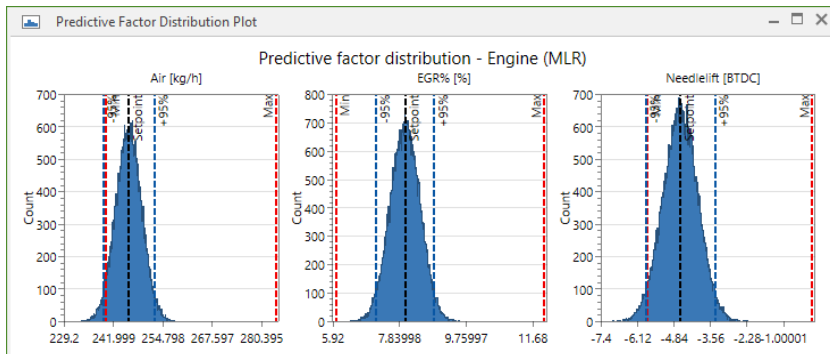 Predictive Factor Distribution Plot
Predictive factor distribution - Engine (MLR)
Air [kg/h]
EGR% [%]
Needlelift [BTDC]
700
600
500
400
300
200
100
0
Count
-95%
Min
Setpoint
+95%
Max
229.2 241.999 254.798 267.597 280.395
800
700
600
500
400
300
200
100
0
Count
Min
-95%
Setpoint
+95%
Max
5.92 7.83998 9.75997 11.68
700
600
500
400
300
200
100
0
Count
-95%
Min
Setpoint
+95%
Max
-7.4 -6.12 -4.84 -3.56 -2.28 -1.00001